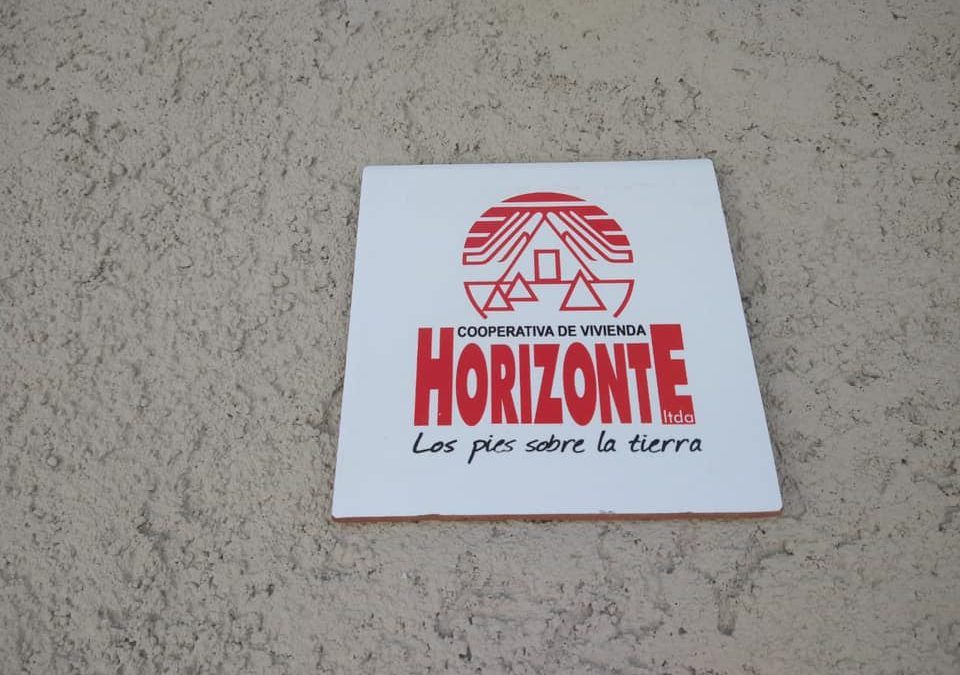 COOPERATIVA DE VIVIENDA
HORIZONTE
ltda
Los pies sobre la tierra